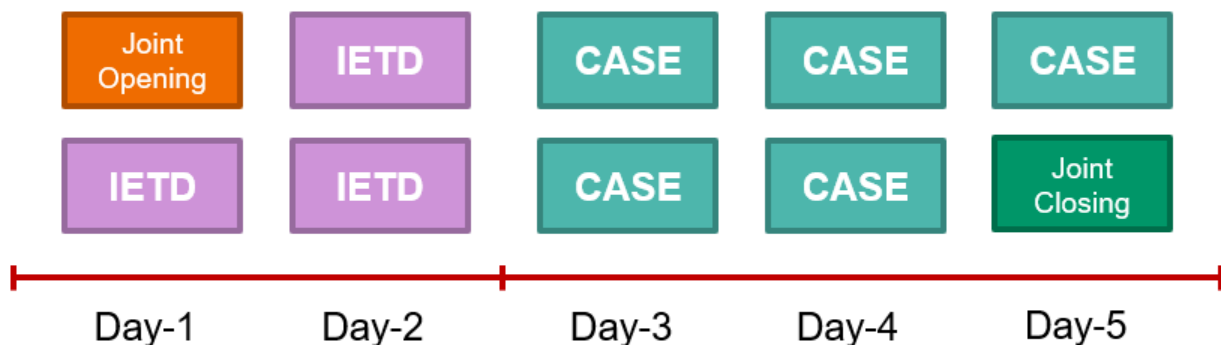 Joint
Opening
IETD
CASE
CASE
CASE
IETD
IETD
CASE
CASE
Joint
Closing
Day-1
Day-2
Day-3
Day-4
Day-5